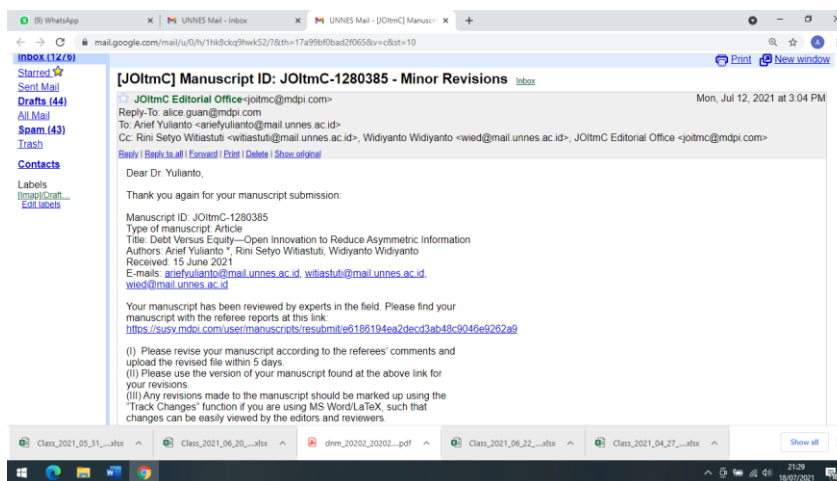 (9) WhatsApp
UNNES Mail - Inbox
UNNES Mail - [JOItmC] Manuscri
mail.google.com/mail/u/0/h/1hk8ckq9hwk52/?&th=17a99bf0bad2f065&v=c&st=10
Print New window
Inbox (1276)
Starred
Sent Mail
Drafts (44)
All Mail
Spam (43)
Trash
Contacts
Labels
[Imap]/Draft...
Edit labels
[JOItmC] Manuscript ID: JOItmC-1280385 - Minor Revisions Inbox
JOItmC Editorial Office<joitmc@mdpi.com> Mon, Jul 12, 2021 at 3:04 PM
Reply-To: alice.guan@mdpi.com
To: Arief Yulianto <ariefyulianto@mail.unnes.ac.id>
Cc: Rini Setyo Witiastuti <witiastuti@mail.unnes.ac.id>, Widiyanto Widiyanto <wied@mail.unnes.ac.id>, JOItmC Editorial Office <joitmc@mdpi.com>
Reply | Reply to all | Forward | Print | Delete | Show original
Dear Dr. Yulianto,
Thank you again for your manuscript submission:
Manuscript ID: JOItmC-1280385
Type of manuscript: Article
Title: Debt Versus Equity—Open Innovation to Reduce Asymmetric Information
Authors: Arief Yulianto *, Rini Setyo Witiastuti, Widiyanto Widiyanto
Received: 15 June 2021
E-mails: ariefyulianto@mail.unnes.ac.id, witiastuti@mail.unnes.ac.id,
wied@mail.unnes.ac.id
Your manuscript has been reviewed by experts in the field. Please find your
manuscript with the referee reports at this link:
https://susy.mdpi.com/user/manuscripts/resubmit/e6186194ea2decd3ab48c9046e9262a9
(I) Please revise your manuscript according to the referees' comments and
upload the revised file within 5 days.
(II) Please use the version of your manuscript found at the above link for
your revisions.
(III) Any revisions made to the manuscript should be marked up using the
"Track Changes" function if you are using MS Word/LaTeX, such that
changes can be easily viewed by the editors and reviewers.
Class_2021_05_31_....xlsx
Class_2021_06_20_....xlsx
dnm_20202_20202....pdf
Class_2021_06_22_....xlsx
Class_2021_04_27_....xlsx
Show all
21:29
18/07/2021